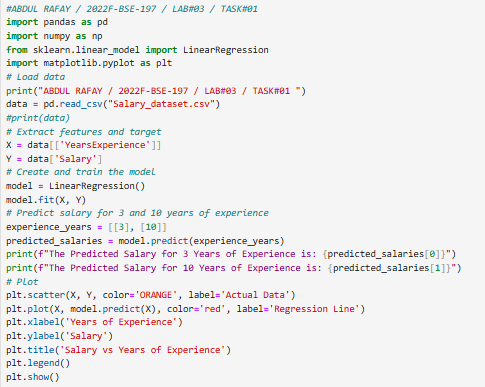 #ABDUL RAFAY / 2022F-BSE-197 / LAB#03 / TASK#01
import pandas as pd
import numpy as np
from sklearn.linear_model import LinearRegression
import matplotlib.pyplot as plt
# Load data
print("ABDUL RAFAY / 2022F-BSE-197 / LAB#03 / TASK#01 ")
data = pd.read_csv("Salary_dataset.csv")
#print(data)
# Extract features and target
X = data[['YearsExperience']]
Y = data['Salary']
# Create and train the model
model = LinearRegression()
model.fit(X, Y)
# Predict salary for 3 and 10 years of experience
experience_years = [[3], [10]]
predicted_salaries = model.predict(experience_years)
print(f"The Predicted Salary for 3 Years of Experience is: {predicted_salaries[0]}")
print(f"The Predicted Salary for 10 Years of Experience is: {predicted_salaries[1]}")
# Plot
plt.scatter(X, Y, color='ORANGE', label='Actual Data')
plt.plot(X, model.predict(X), color='red', label='Regression Line')
plt.xlabel('Years of Experience')
plt.ylabel('Salary')
plt.title('Salary vs Years of Experience')
plt.legend()
plt.show()